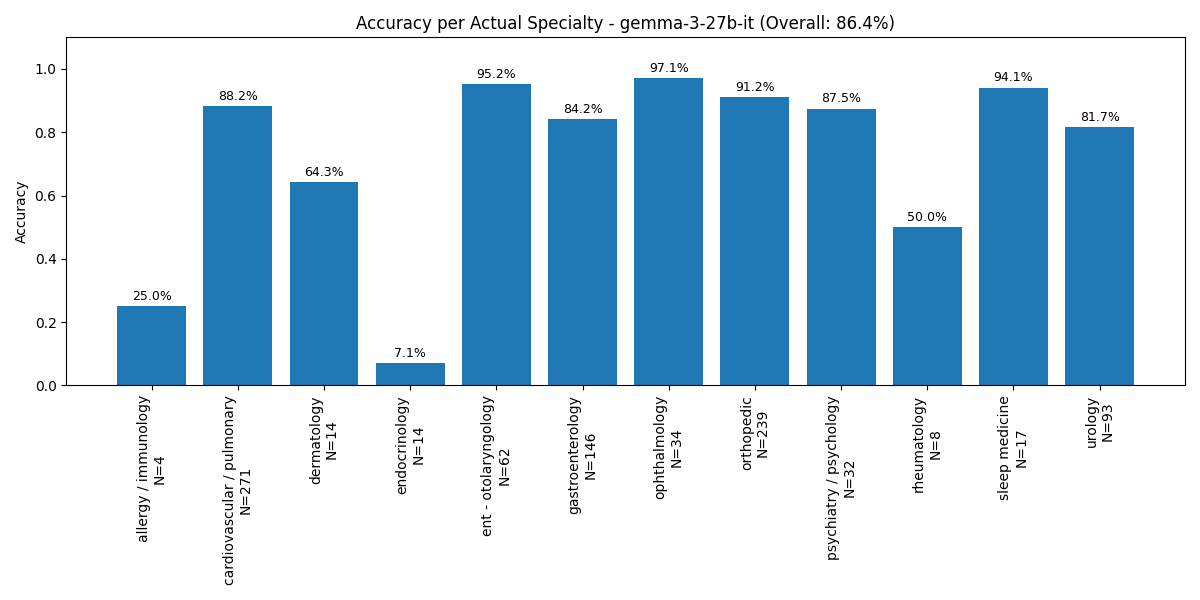 Accuracy per Actual Specialty - gemma-3-27b-it (Overall: 86.4%)
Accuracy
1.0
0.8
0.6
0.4
0.2
0.0
25.0%
88.2%
64.3%
7.1%
95.2%
84.2%
97.1%
91.2%
87.5%
50.0%
94.1%
81.7%
allergy / immunology
N=4
cardiovascular / pulmonary
N=271
dermatology
N=14
endocrinology
N=14
ent - otolaryngology
N=62
gastroenterology
N=146
ophthalmology
N=34
orthopedic
N=239
psychiatry / psychology
N=32
rheumatology
N=8
sleep medicine
N=17
urology
N=93